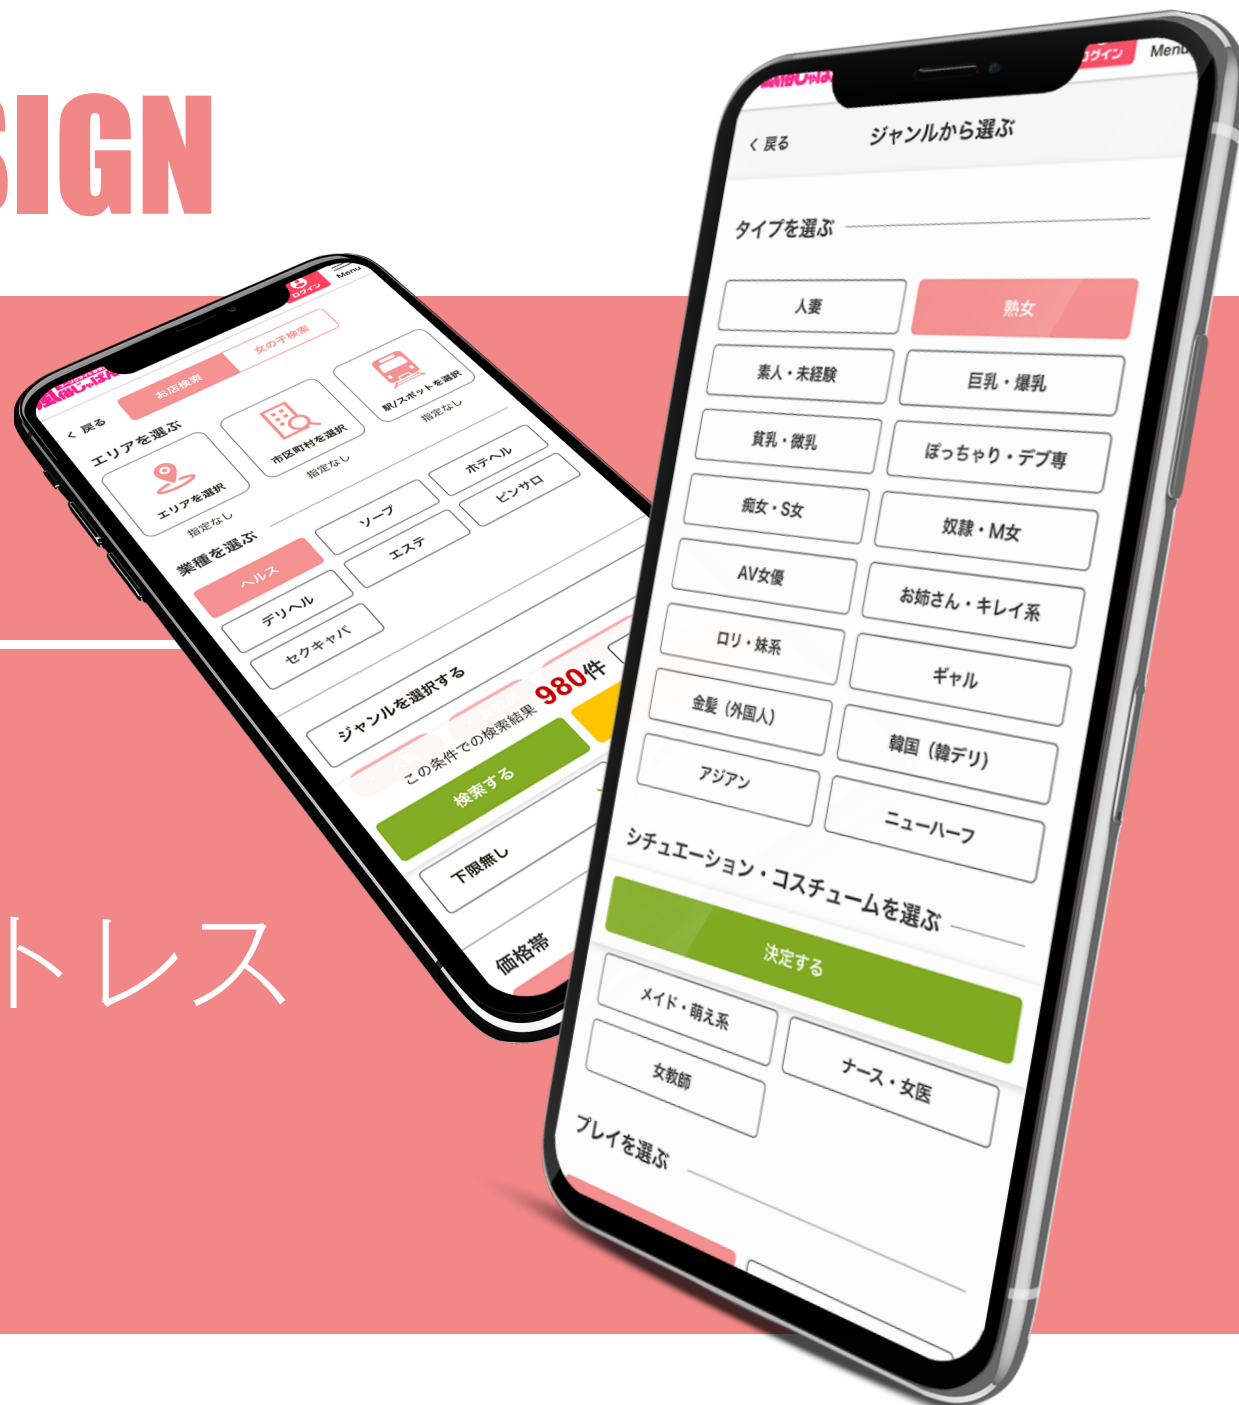 SIGN
トレス
ログイン
Menu
お店検索
女の子検索
< 戻る
エリアを選ぶ
エリアを選択
指定なし
市区町村を選択
指定なし
駅/スポットを選択
指定なし
業種を選ぶ
ヘルス
ソープ
ホテヘル
デリヘル
エステ
ピンサロ
セクキャバ
ジャンルを選択する
この条件での検索結果 980件
検索する
下限無し
価格帯
ログイン
Menu
< 戻る
ジャンルから選ぶ
タイプを選ぶ
人妻
熟女
素人・未経験
巨乳・爆乳
貧乳・微乳
ぽっちゃり・デブ専
痴女・S女
奴隷・M女
AV女優
お姉さん・キレイ系
ロリ・妹系
ギャル
金髪（外国人）
韓国（韓デリ）
アジアン
ニューハーフ
シチュエーション・コスチュームを選ぶ
決定する
メイド・萌え系
ナース・女医
女教師
プレイを選ぶ